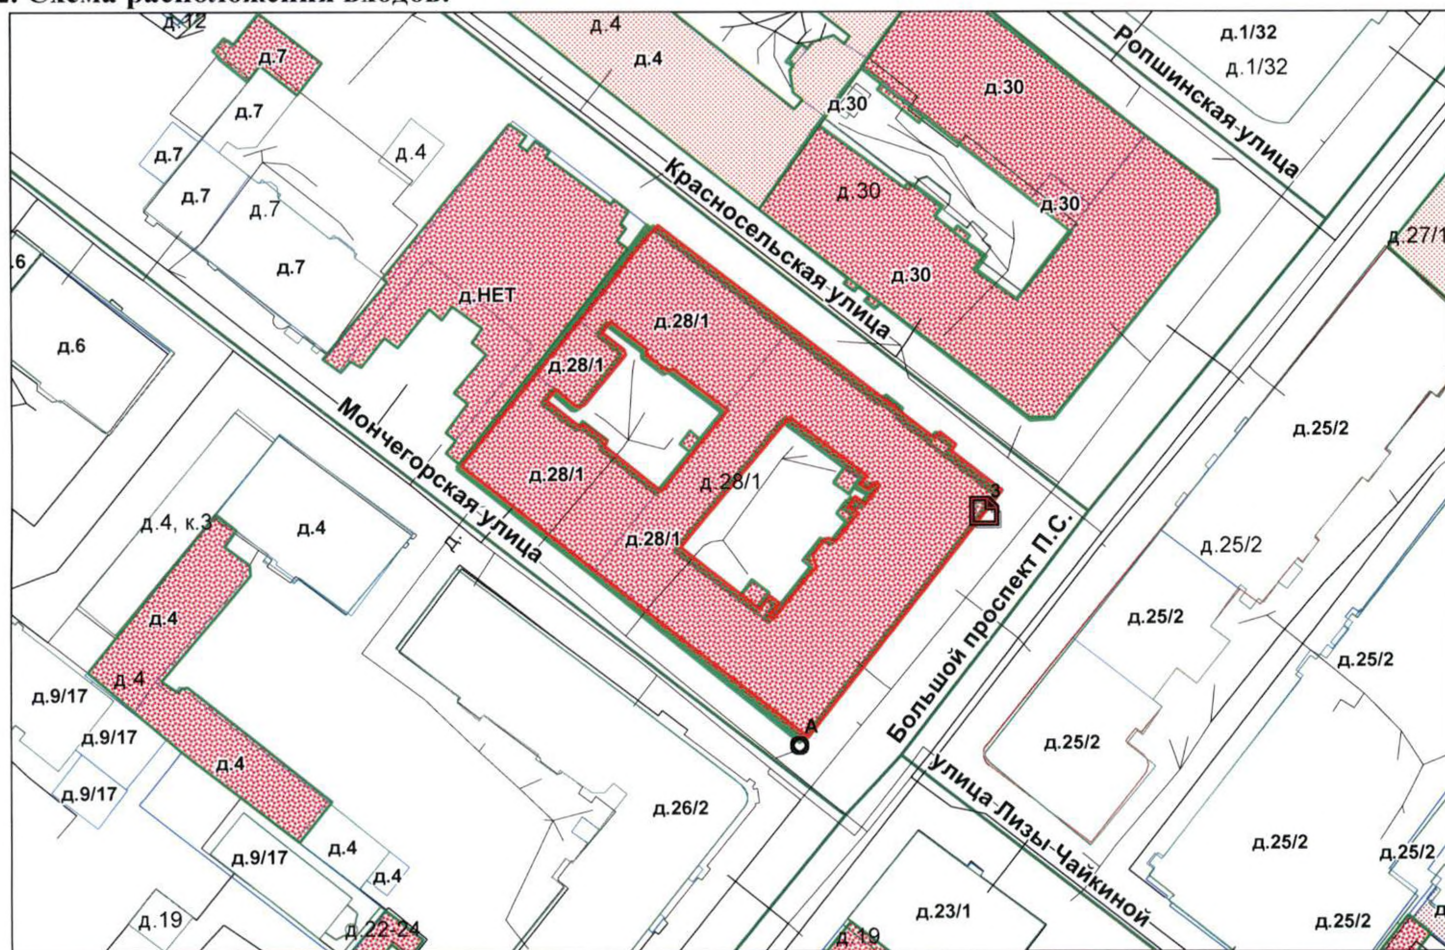 2. Схема расположения входов.
д.12
д.4
д.1/32
д.7
д.4
Ропшинская улица
д.1/32
д.30
д.7
д.30
д.7
д.4
Красносельская улица
д.7
д.7
д.30
д.30
д.27/1
.6
д.7
д.30
д.НЕТ
д.28/1
д.6
д.28/1
Мончегорская улица
д.25/2
д.28/1
д.28/1
3
д.4, к.3
д.4
д.
д.28/1
Большой проспект П.С.
д.25/2
д.4
д.25/2
д.25/2
д.4
д.9/17
А
д.9/17
д.25/2
д.4
улица Лизы Чайкиной
д.9/17
д.26/2
д.4
д.25/2
д.9/17
д.25/2
д.4
д.19
д.23/1
д.25/2
д.22-24
д.19